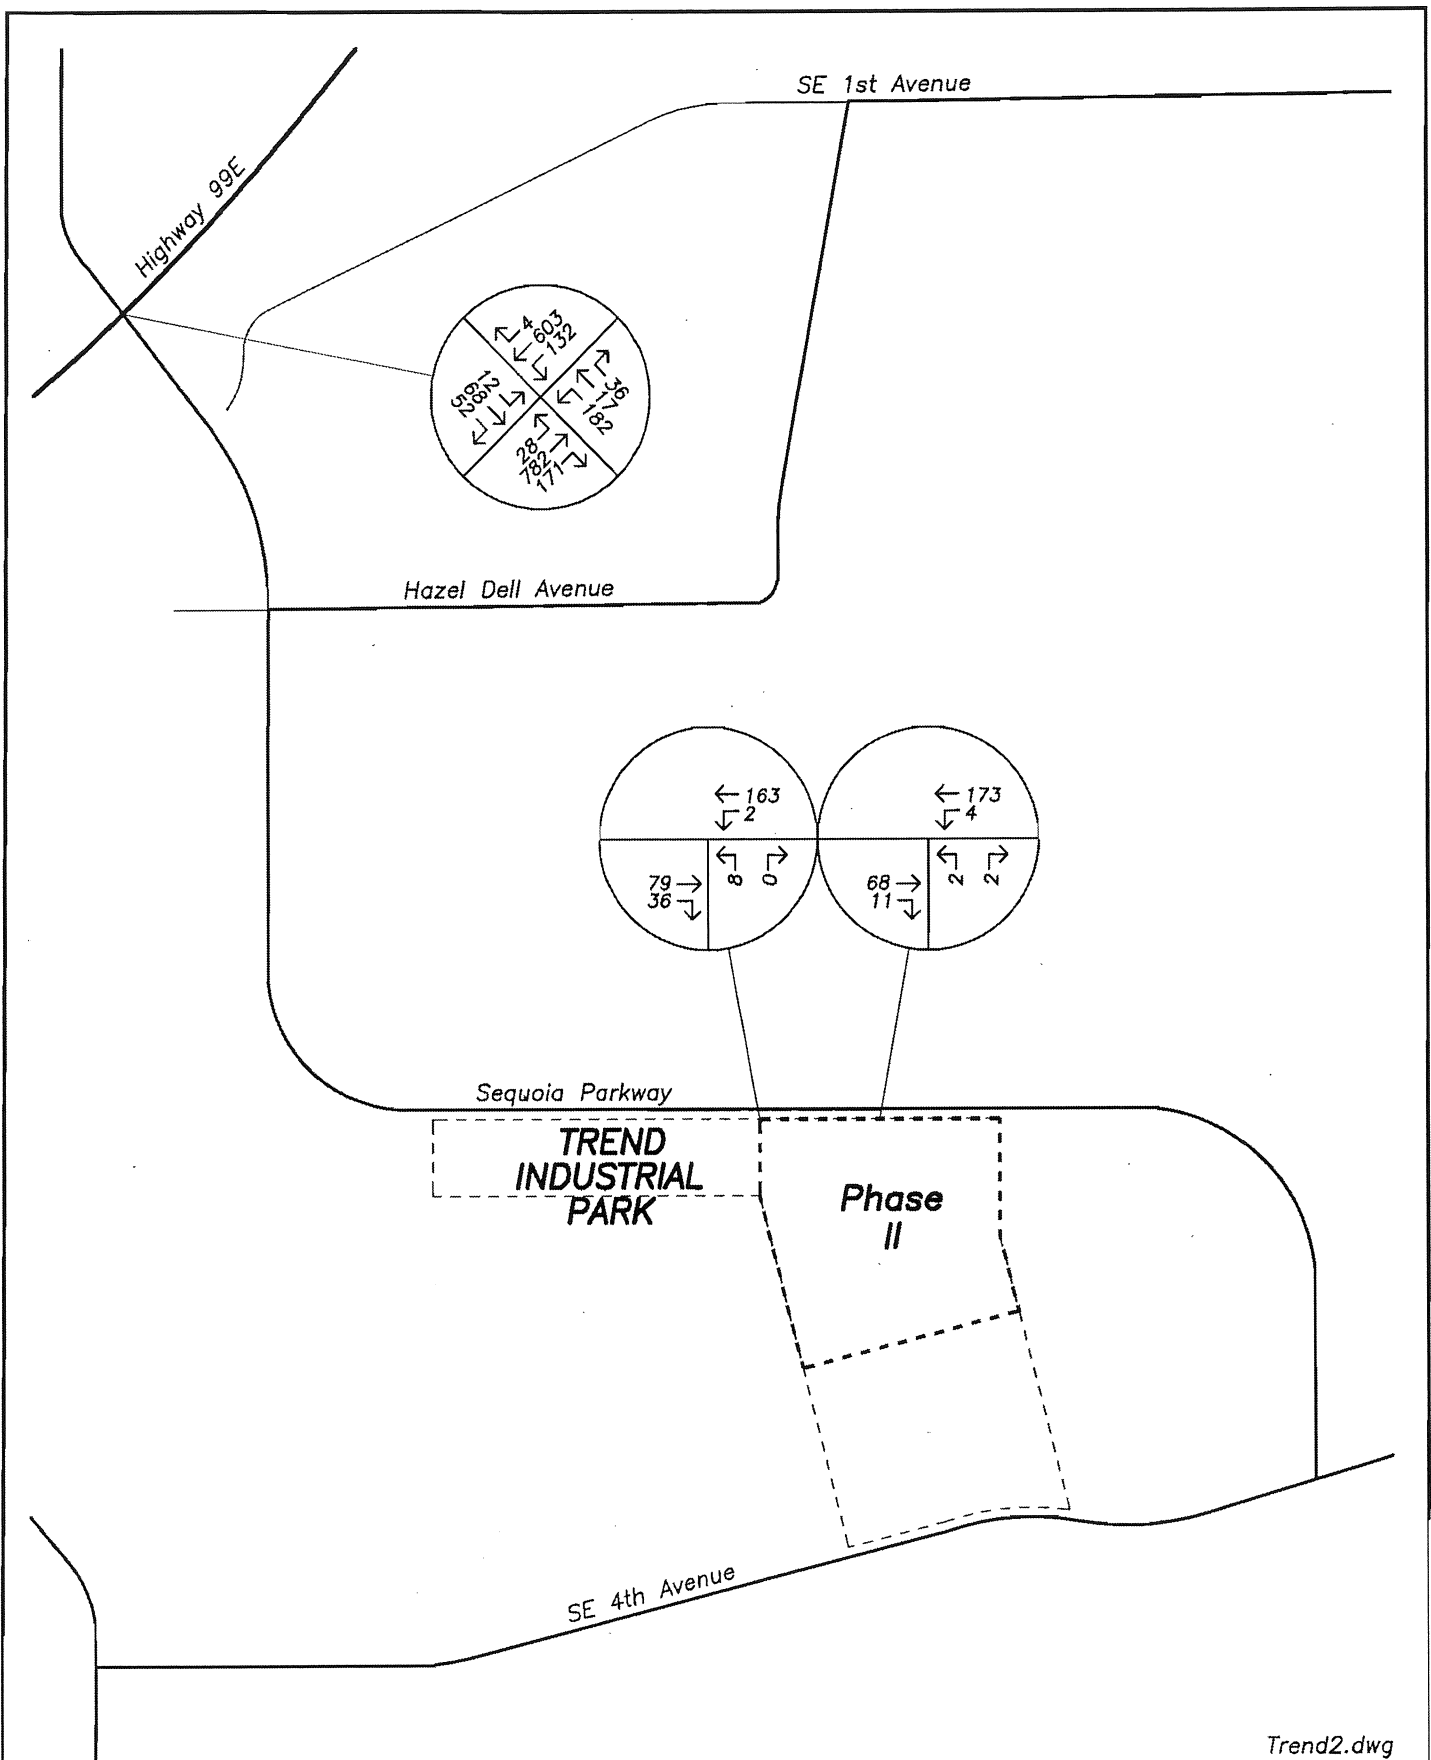 SE 1st Avenue
Highway 99E
4
603
132
12
68
52
36
17
182
28
782
171
Hazel Dell Avenue
163
2
173
4
79
36
8
0
68
11
2
2
Sequoia Parkway
TREND
INDUSTRIAL
PARK
Phase
II
SE 4th Avenue
Trend2.dwg